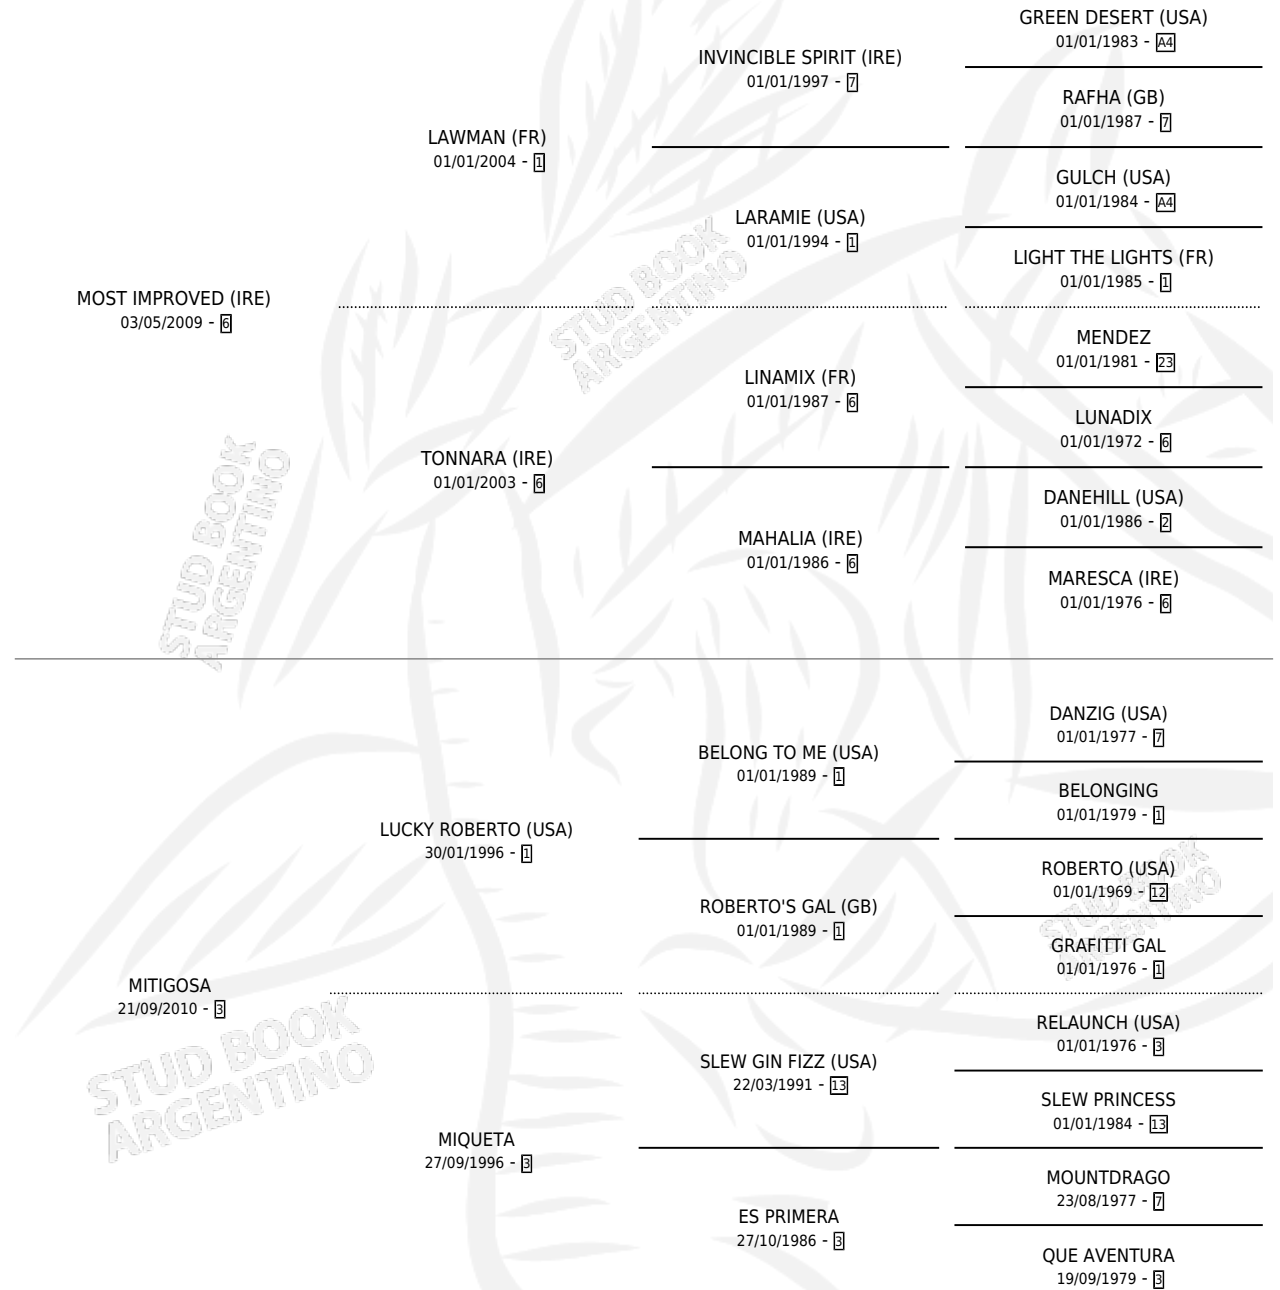 GREEN DESERT (USA)
01/01/1983 - A4
INVINCIBLE SPIRIT (IRE)
01/01/1997 - 7
RAFHA (GB)
01/01/1987 - 7
LAWMAN (FR)
01/01/2004 - 1
GULCH (USA)
01/01/1984 - A4
LARAMIE (USA)
01/01/1994 - 1
LIGHT THE LIGHTS (FR)
01/01/1985 - 1
MOST IMPROVED (IRE)
03/05/2009 - 6
STUD BOOK
ARGENTINO
MENDEZ
01/01/1981 - 23
LINAMIX (FR)
01/01/1987 - 6
LUNADIX
01/01/1972 - 6
TONNARA (IRE)
01/01/2003 - 6
DANEHILL (USA)
01/01/1986 - 2
MAHALIA (IRE)
01/01/1986 - 6
MARESCA (IRE)
01/01/1976 - 6
STUD BOOK
ARGENTINO
DANZIG (USA)
01/01/1977 - 7
BELONG TO ME (USA)
01/01/1989 - 1
BELONGING
01/01/1979 - 1
LUCKY ROBERTO (USA)
30/01/1996 - 1
ROBERTO (USA)
01/01/1969 - 12
ROBERTO'S GAL (GB)
01/01/1989 - 1
GRAFITTI GAL
01/01/1976 - 1
STUD BOOK
ARGENTINO
MITIGOSA
21/09/2010 - 3
RELAUNCH (USA)
01/01/1976 - 3
SLEW GIN FIZZ (USA)
22/03/1991 - 13
SLEW PRINCESS
01/01/1984 - 13
STUD BOOK
ARGENTINO
MIQUETA
27/09/1996 - 3
MOUNTDRAGO
23/08/1977 - 7
ES PRIMERA
27/10/1986 - 3
QUE AVENTURA
19/09/1979 - 3